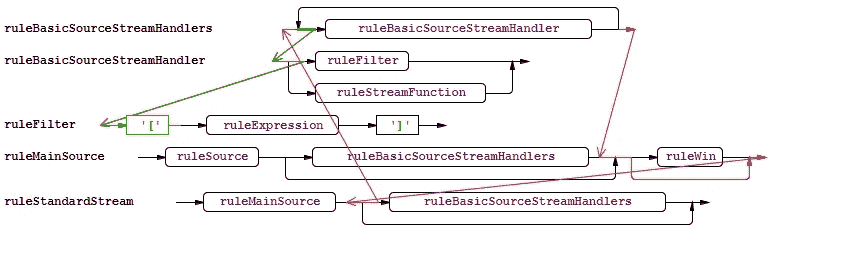 ruleBasicSourceStreamHandlers ruleBasicSourceStreamHandler
ruleBasicSourceStreamHandler ruleFilter
ruleStreamFunction
ruleFilter '[' ruleExpression ']'
ruleMainSource ruleSource ruleBasicSourceStreamHandlers ruleWin
ruleStandardStream ruleMainSource ruleBasicSourceStreamHandlers